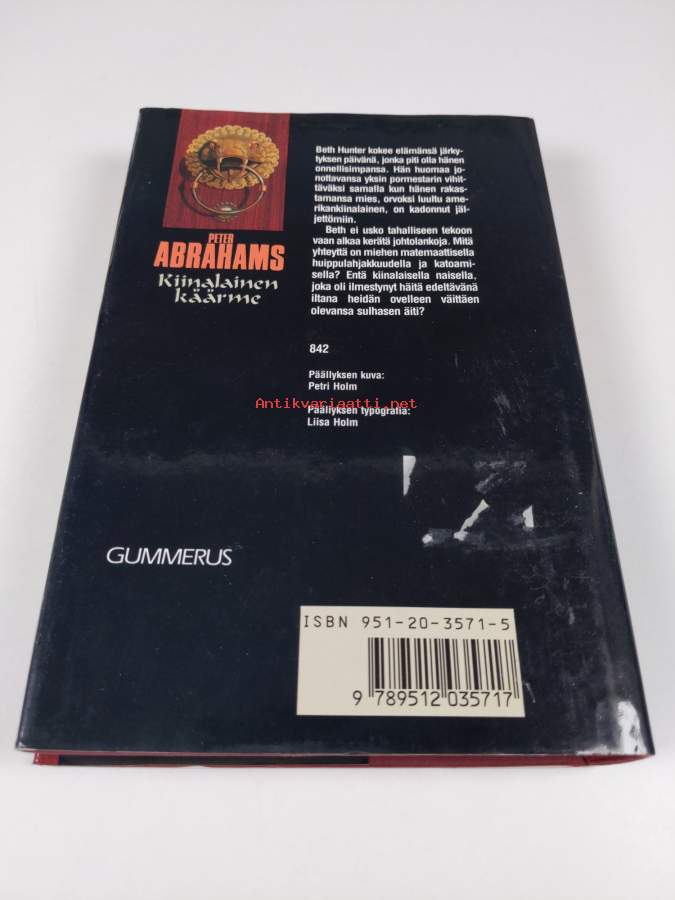 Beth Hunter kokee elämänsä järky-
tyksen päivänä, jonka piti olla hänen
onnellisimpansa. Hän huomaa jo-
nottavansa yksin pormestarin vihit-
täväksi samalla kun hänen rakas-
tamansa mies, orvoksi luultu ame-
rikankiinalainen, on kadonnut jäl-
jettömiin.
Beth ei usko tahalliseen tekoon
vaan alkaa kerätä johtolankoja. Mitä
yhteyttä on miehen matemaattisella
huippulahjakkuudella ja katoami-
sella? Entä kiinalaisella naisella,
joka oli ilmestynyt häitä edeltävänä
iltana heidän ovelleen väittäen
olevansa sulhasen äiti?
PETER
ABRAHAMS
Kiinalainen
käärme
842
Päällyksen kuva:
Petri Holm
Antikvariaatti.net
Päällyksen typografia:
Liisa Holm
GUMMERUS
ISBN 951-20-3571-5
9 789512 035717